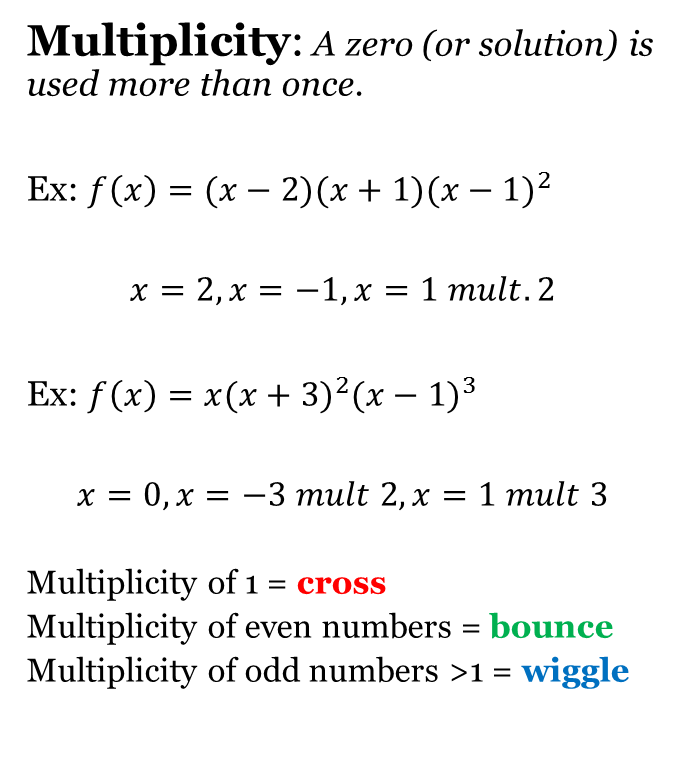 Multiplicity: A zero (or solution) is
used more than once.
Ex: f(x) = (x − 2)(x + 1)(x − 1)²
x = 2, x = −1, x = 1 mult. 2
Ex: f(x) = x(x + 3)²(x − 1)³
x = 0, x = −3 mult 2, x = 1 mult 3
Multiplicity of 1 = cross
Multiplicity of even numbers = bounce
Multiplicity of odd numbers >1 = wiggle